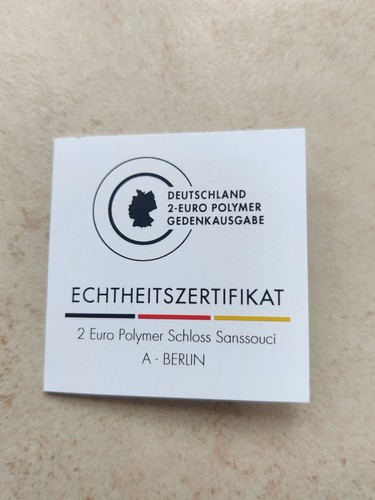 DEUTSCHLAND
2-EURO POLYMER
GEDENKAUSGABE
ECHTHEITSZERTIFIKAT
2 Euro Polymer Schloss Sanssouci
A - BERLIN